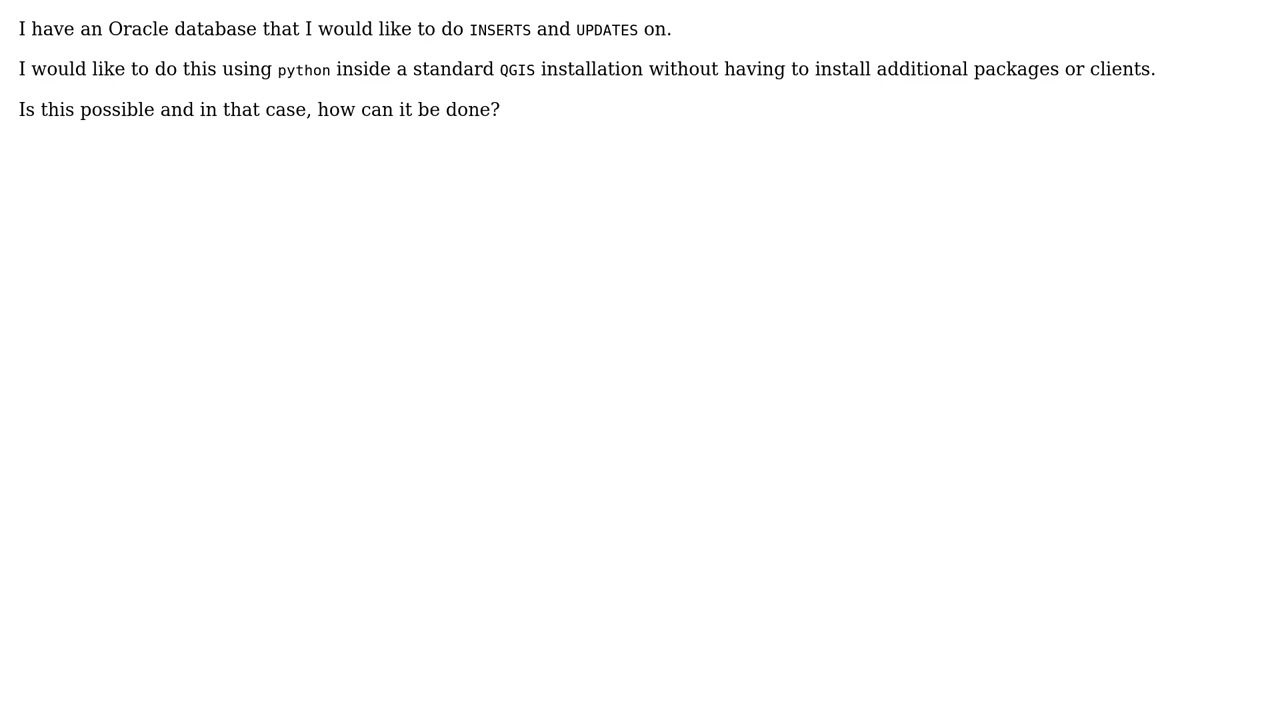 I have an Oracle database that I would like to do INSERTS and UPDATES on.
I would like to do this using python inside a standard QGIS installation without having to install additional packages or clients.
Is this possible and in that case, how can it be done?